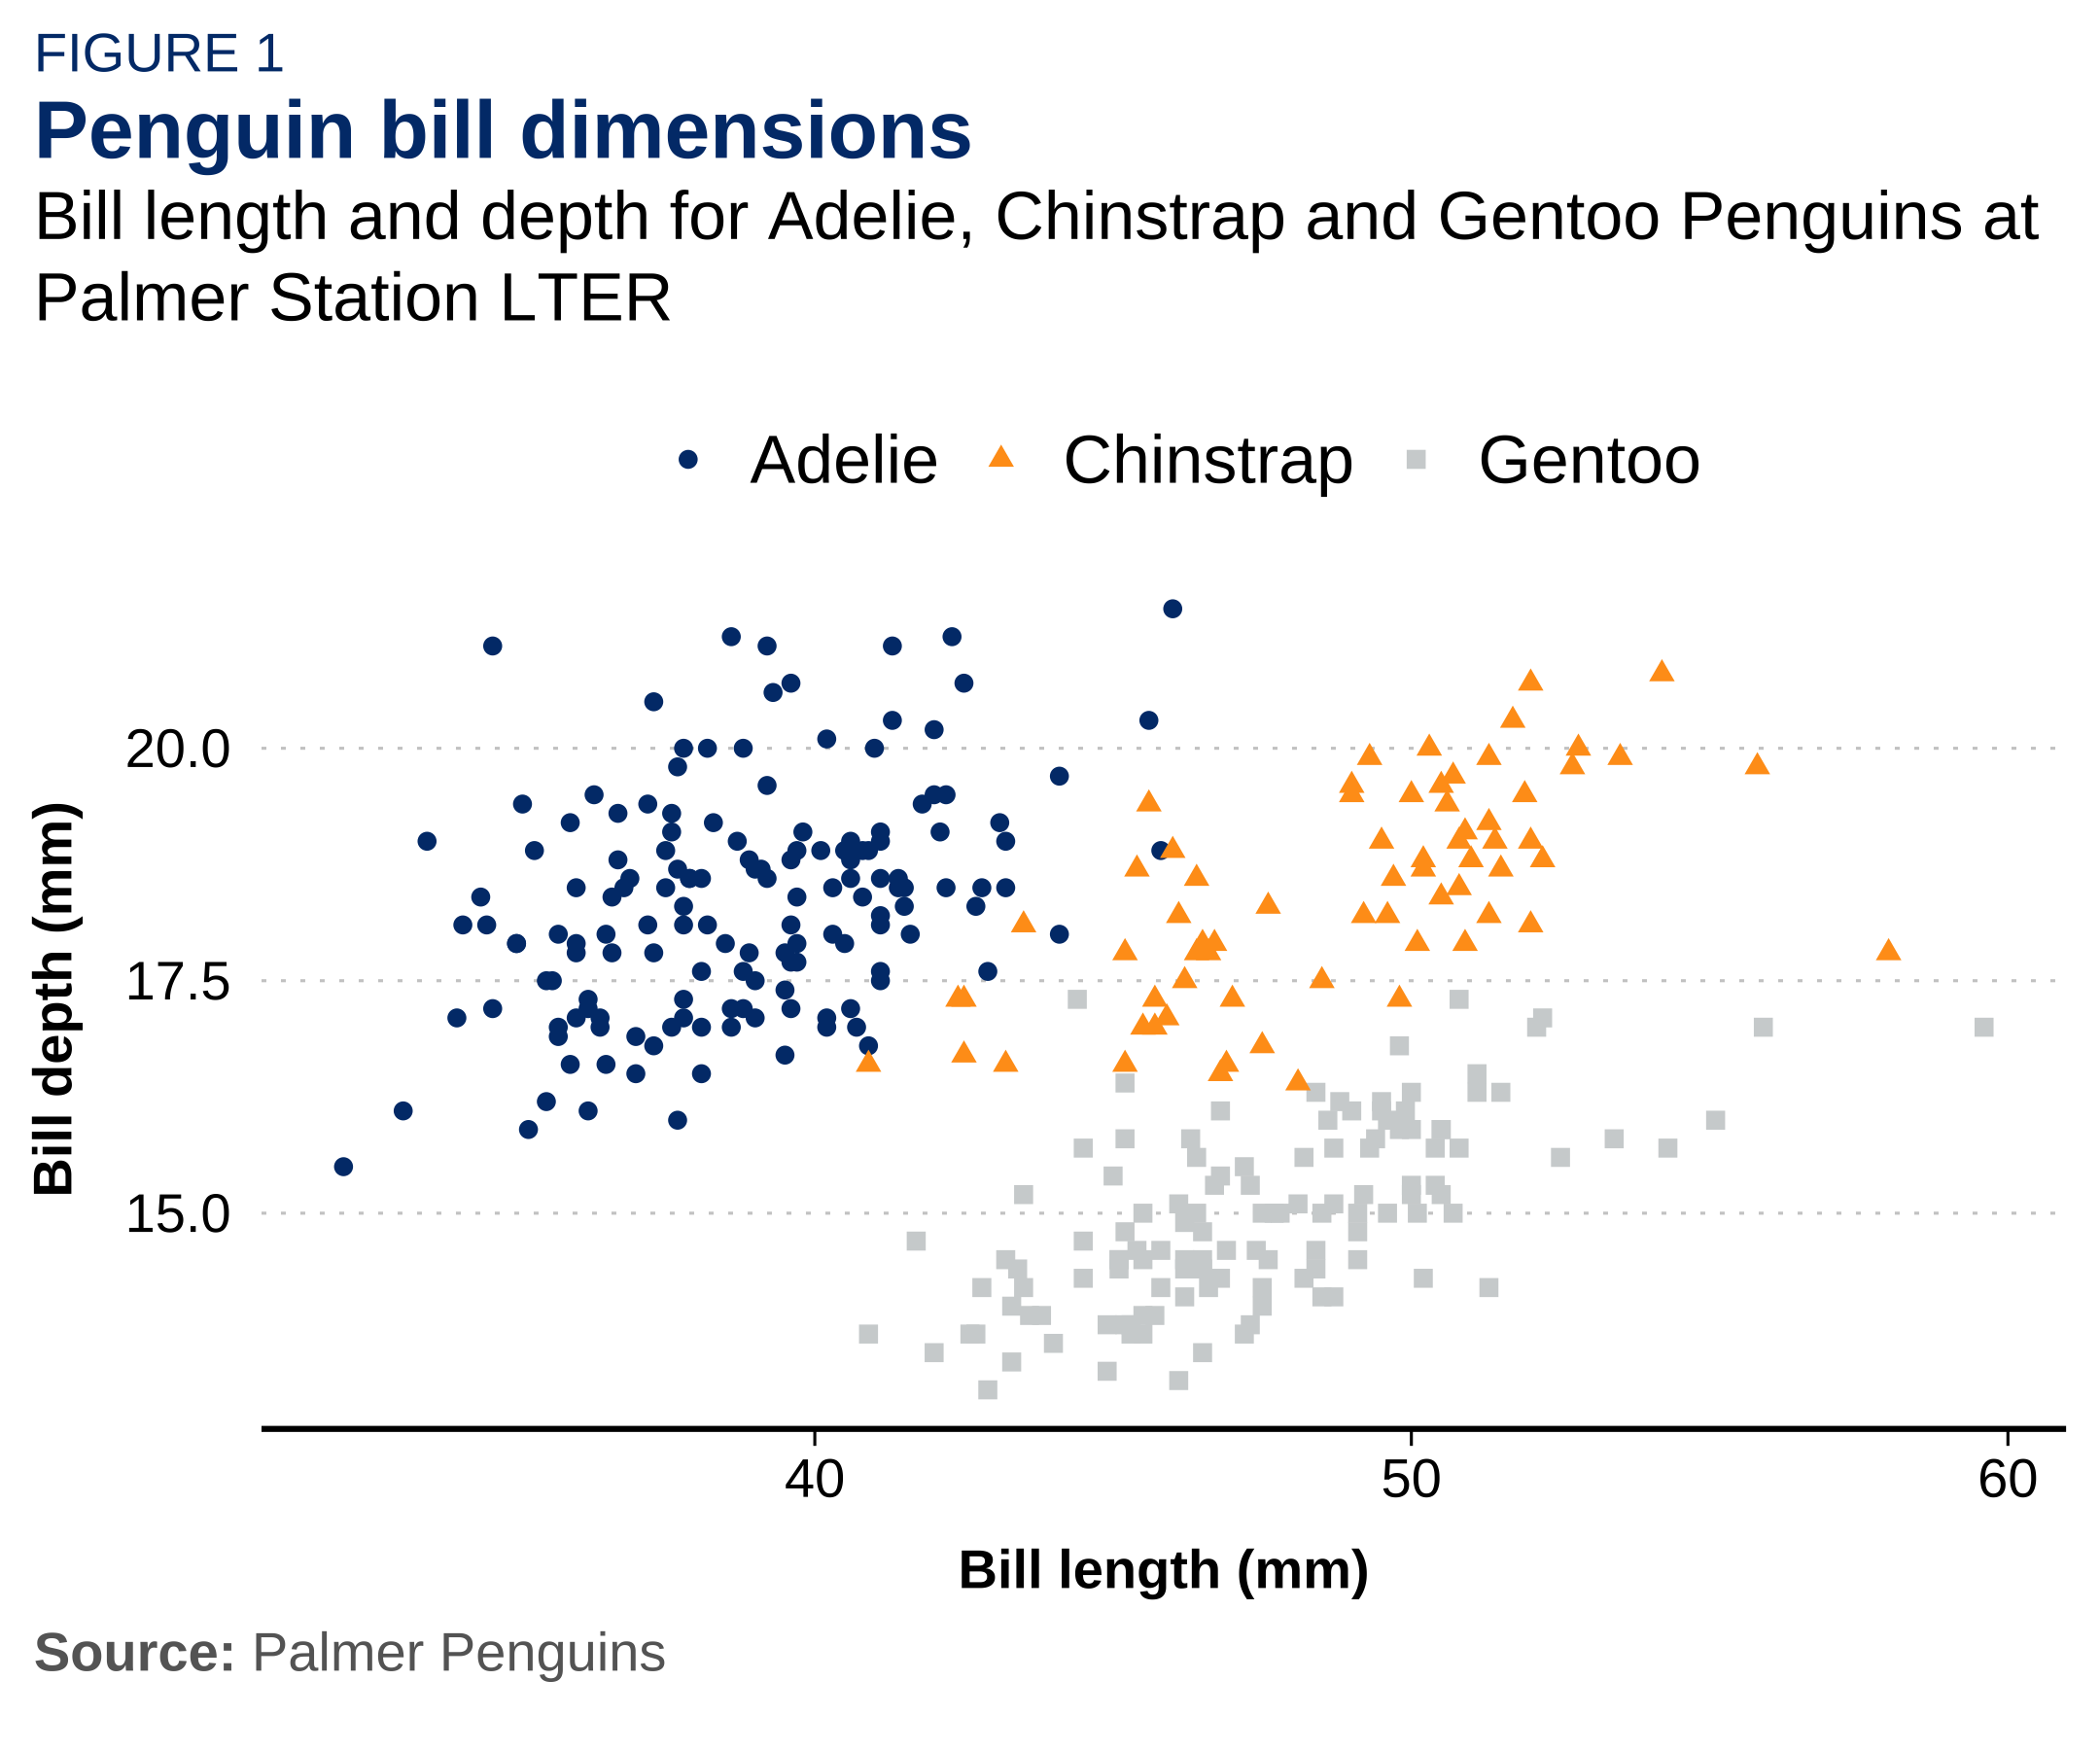 FIGURE 1
Penguin bill dimensions
Bill length and depth for Adelie, Chinstrap and Gentoo Penguins at
Palmer Station LTER
Adelie Chinstrap Gentoo
Bill depth (mm)
20.0
17.5
15.0
40 50 60
Bill length (mm)
Source: Palmer Penguins